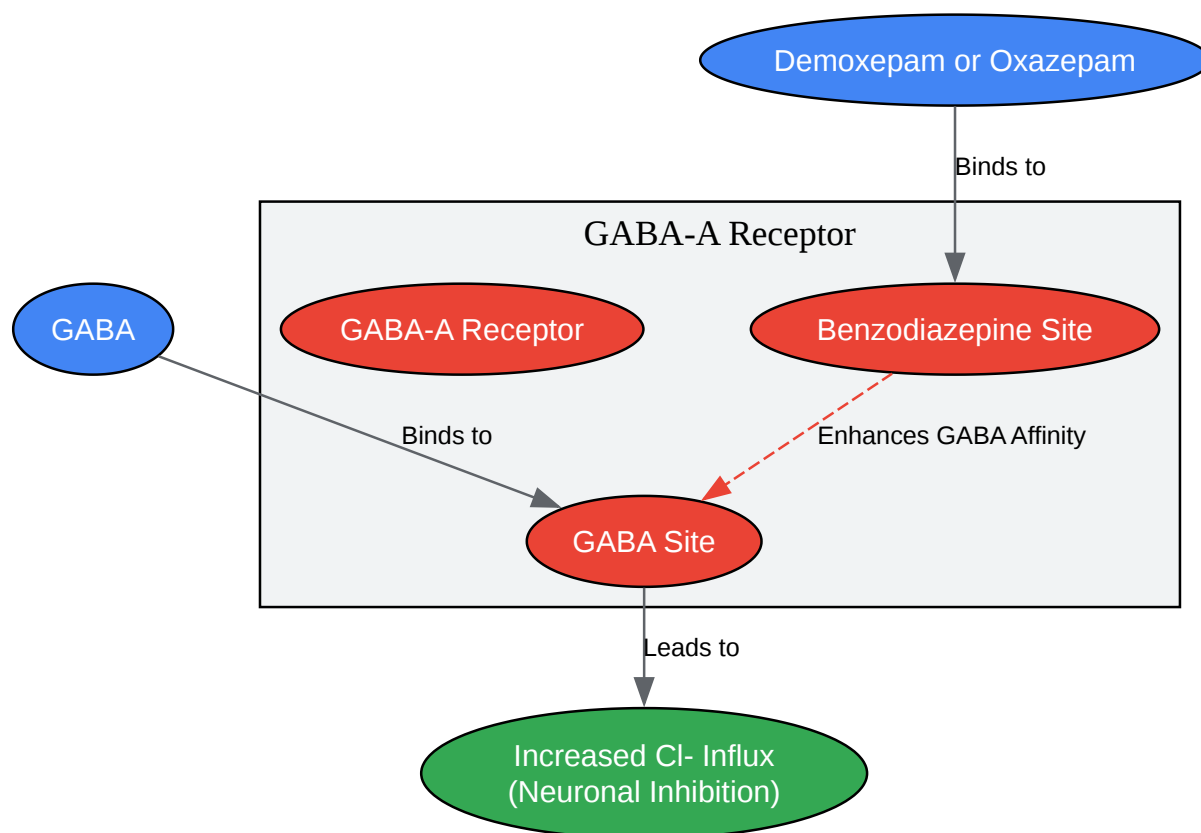 Demoxepam or Oxazepam
Binds to
GABA-A Receptor
GABA
GABA-A Receptor
Benzodiazepine Site
Binds to
Enhances GABA Affinity
GABA Site
Leads to
Increased Cl- Influx
(Neuronal Inhibition)